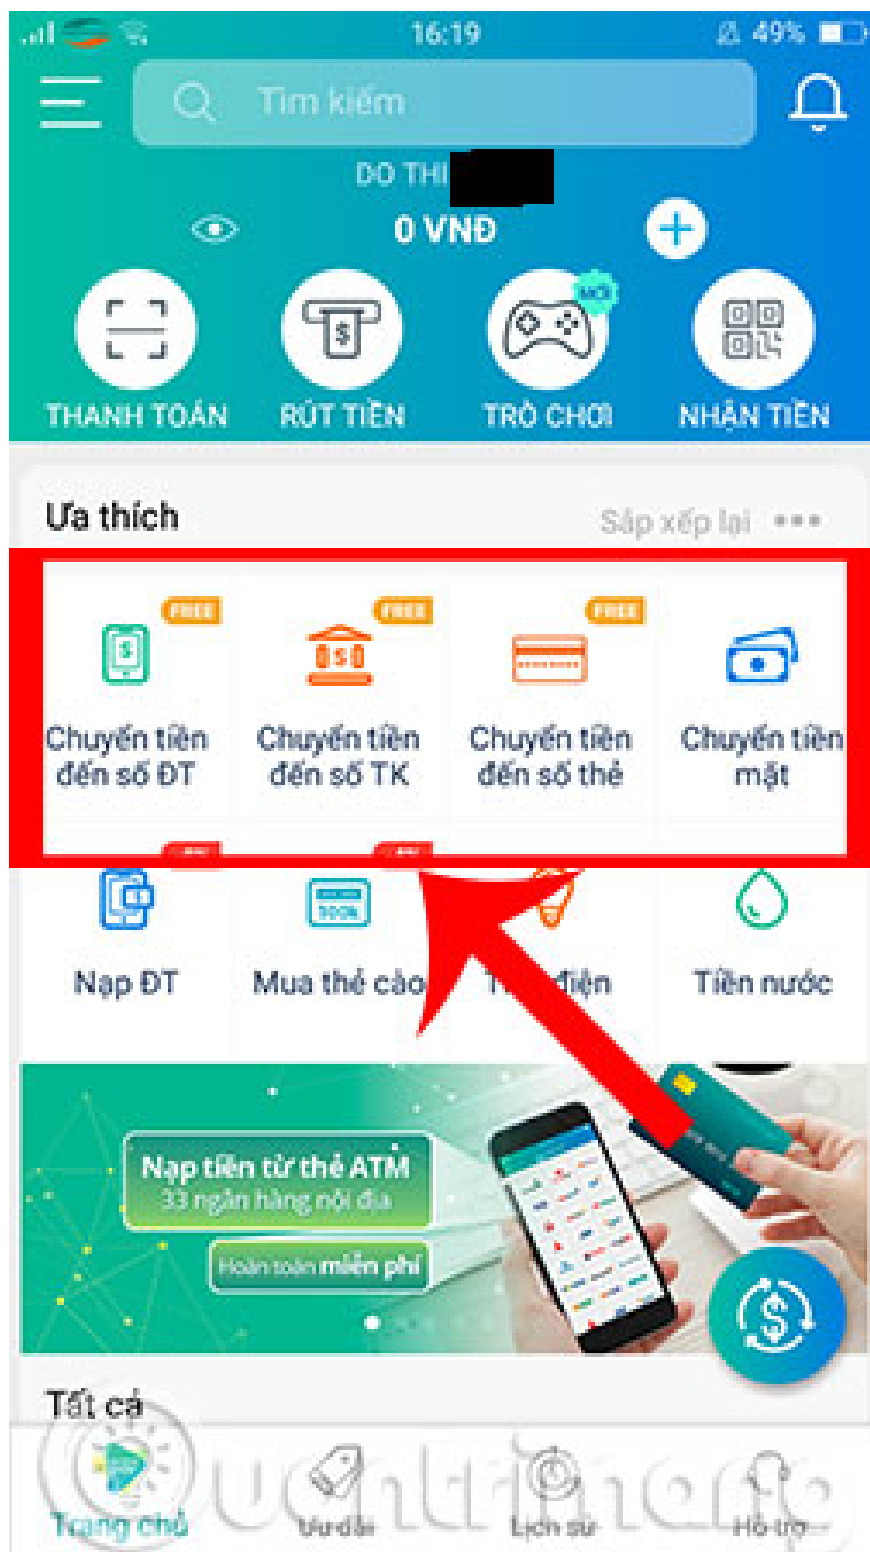 16:19
49%
Tìm kiếm
DO THI
0 VNĐ
MỚI
THANH TOÁN
RÚT TIỀN
TRÒ CHƠI
NHẬN TIỀN
Ưa thích
Sắp xếp lại
FREE
FREE
FREE
Chuyển tiền
đến số ĐT
Chuyển tiền
đến số TK
Chuyển tiền
đến số thẻ
Chuyển tiền
mặt
100k
Nạp ĐT
Mua thẻ cào
điện
Tiền nước
Nạp tiền từ thẻ ATM
33 ngân hàng nội địa
Hoàn toàn miễn phí
Tất cả
Quantrimang
Trang chủ
Ưu đãi
Lịch sử
Hỗ trợ